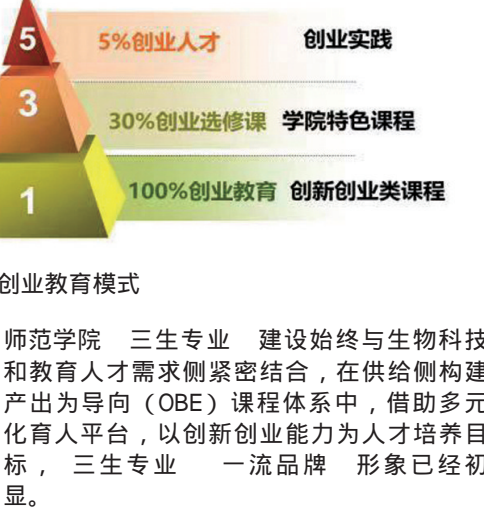 5 5%创业人才 创业实践
3 30%创业选修课 学院特色课程
1 100%创业教育 创新创业类课程
创业教育模式
师范学院 三生专业 建设始终与生物科技
和教育人才需求侧紧密结合，在供给侧构建
产出为导向（OBE）课程体系中，借助多元
化育人平台，以创新创业能力为人才培养目
标， 三生专业 一流品牌 形象已经初
显。